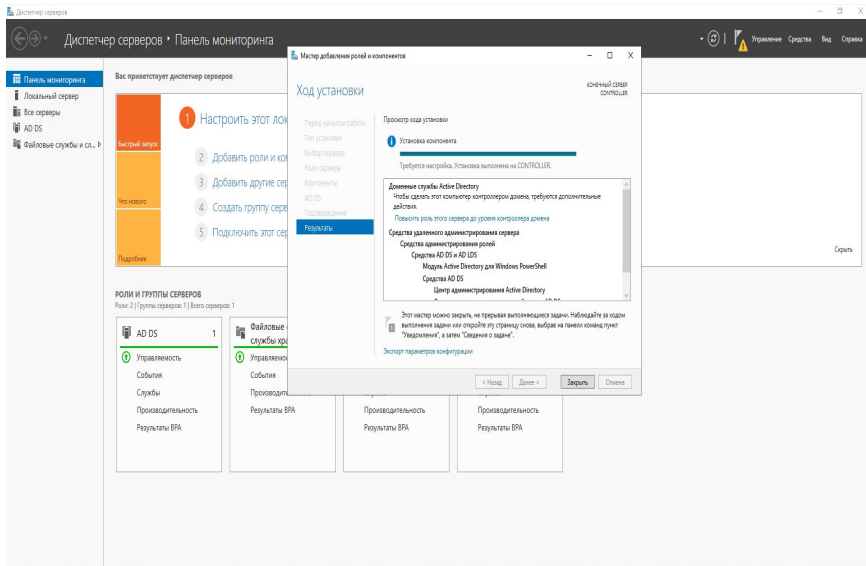 Диспетчер серверов
Диспетчер серверов • Панель мониторинга
Управление Средства Вид Справка
Панель мониторинга
Локальный сервер
Все серверы
AD DS
Файловые службы и сл...
Вас приветствует диспетчер серверов
Быстрый запуск
Что нового
Подробнее
1 Настроить этот лок
2 Добавить роли и ко
3 Добавить другие сер
4 Создать группу серв
5 Подключить этот сер
Скрыть
РОЛИ И ГРУППЫ СЕРВЕРОВ
Роли: 2 | Группы серверов: 1 | Всего серверов: 1
AD DS 1
Управляемость
События
Службы
Производительность
Результаты BPA
Файловые
службы хра
Управляемо
События
Производит
Результаты BPA
Производительность
Результаты BPA
Производительность
Результаты BPA
Мастер добавления ролей и компонентов
Ход установки
КОНЕЧНЫЙ СЕРВЕР
CONTROLLER
Перед началом работы
Тип установки
Выбор сервера
Роли сервера
Компоненты
AD DS
Подтверждение
Результаты
Просмотр хода установки
Установка компонента
Требуется настройка. Установка выполнена на CONTROLLER.
Доменные службы Active Directory
Чтобы сделать этот компьютер контроллером домена, требуются дополнительные
действия.
Повысить роль этого сервера до уровня контроллера домена
Средства удаленного администрирования сервера
Средства администрирования ролей
Средства AD DS и AD LDS
Модуль Active Directory для Windows PowerShell
Средства AD DS
Центр администрирования Active Directory
Этот мастер можно закрыть, не прерывая выполняющиеся задачи. Наблюдайте за ходом
выполнения задачи или откройте эту страницу снова, выбрав на панели команд пункт
"Уведомления", а затем "Сведения о задаче".
Экспорт параметров конфигурации
< Назад Далее > Закрыть Отмена